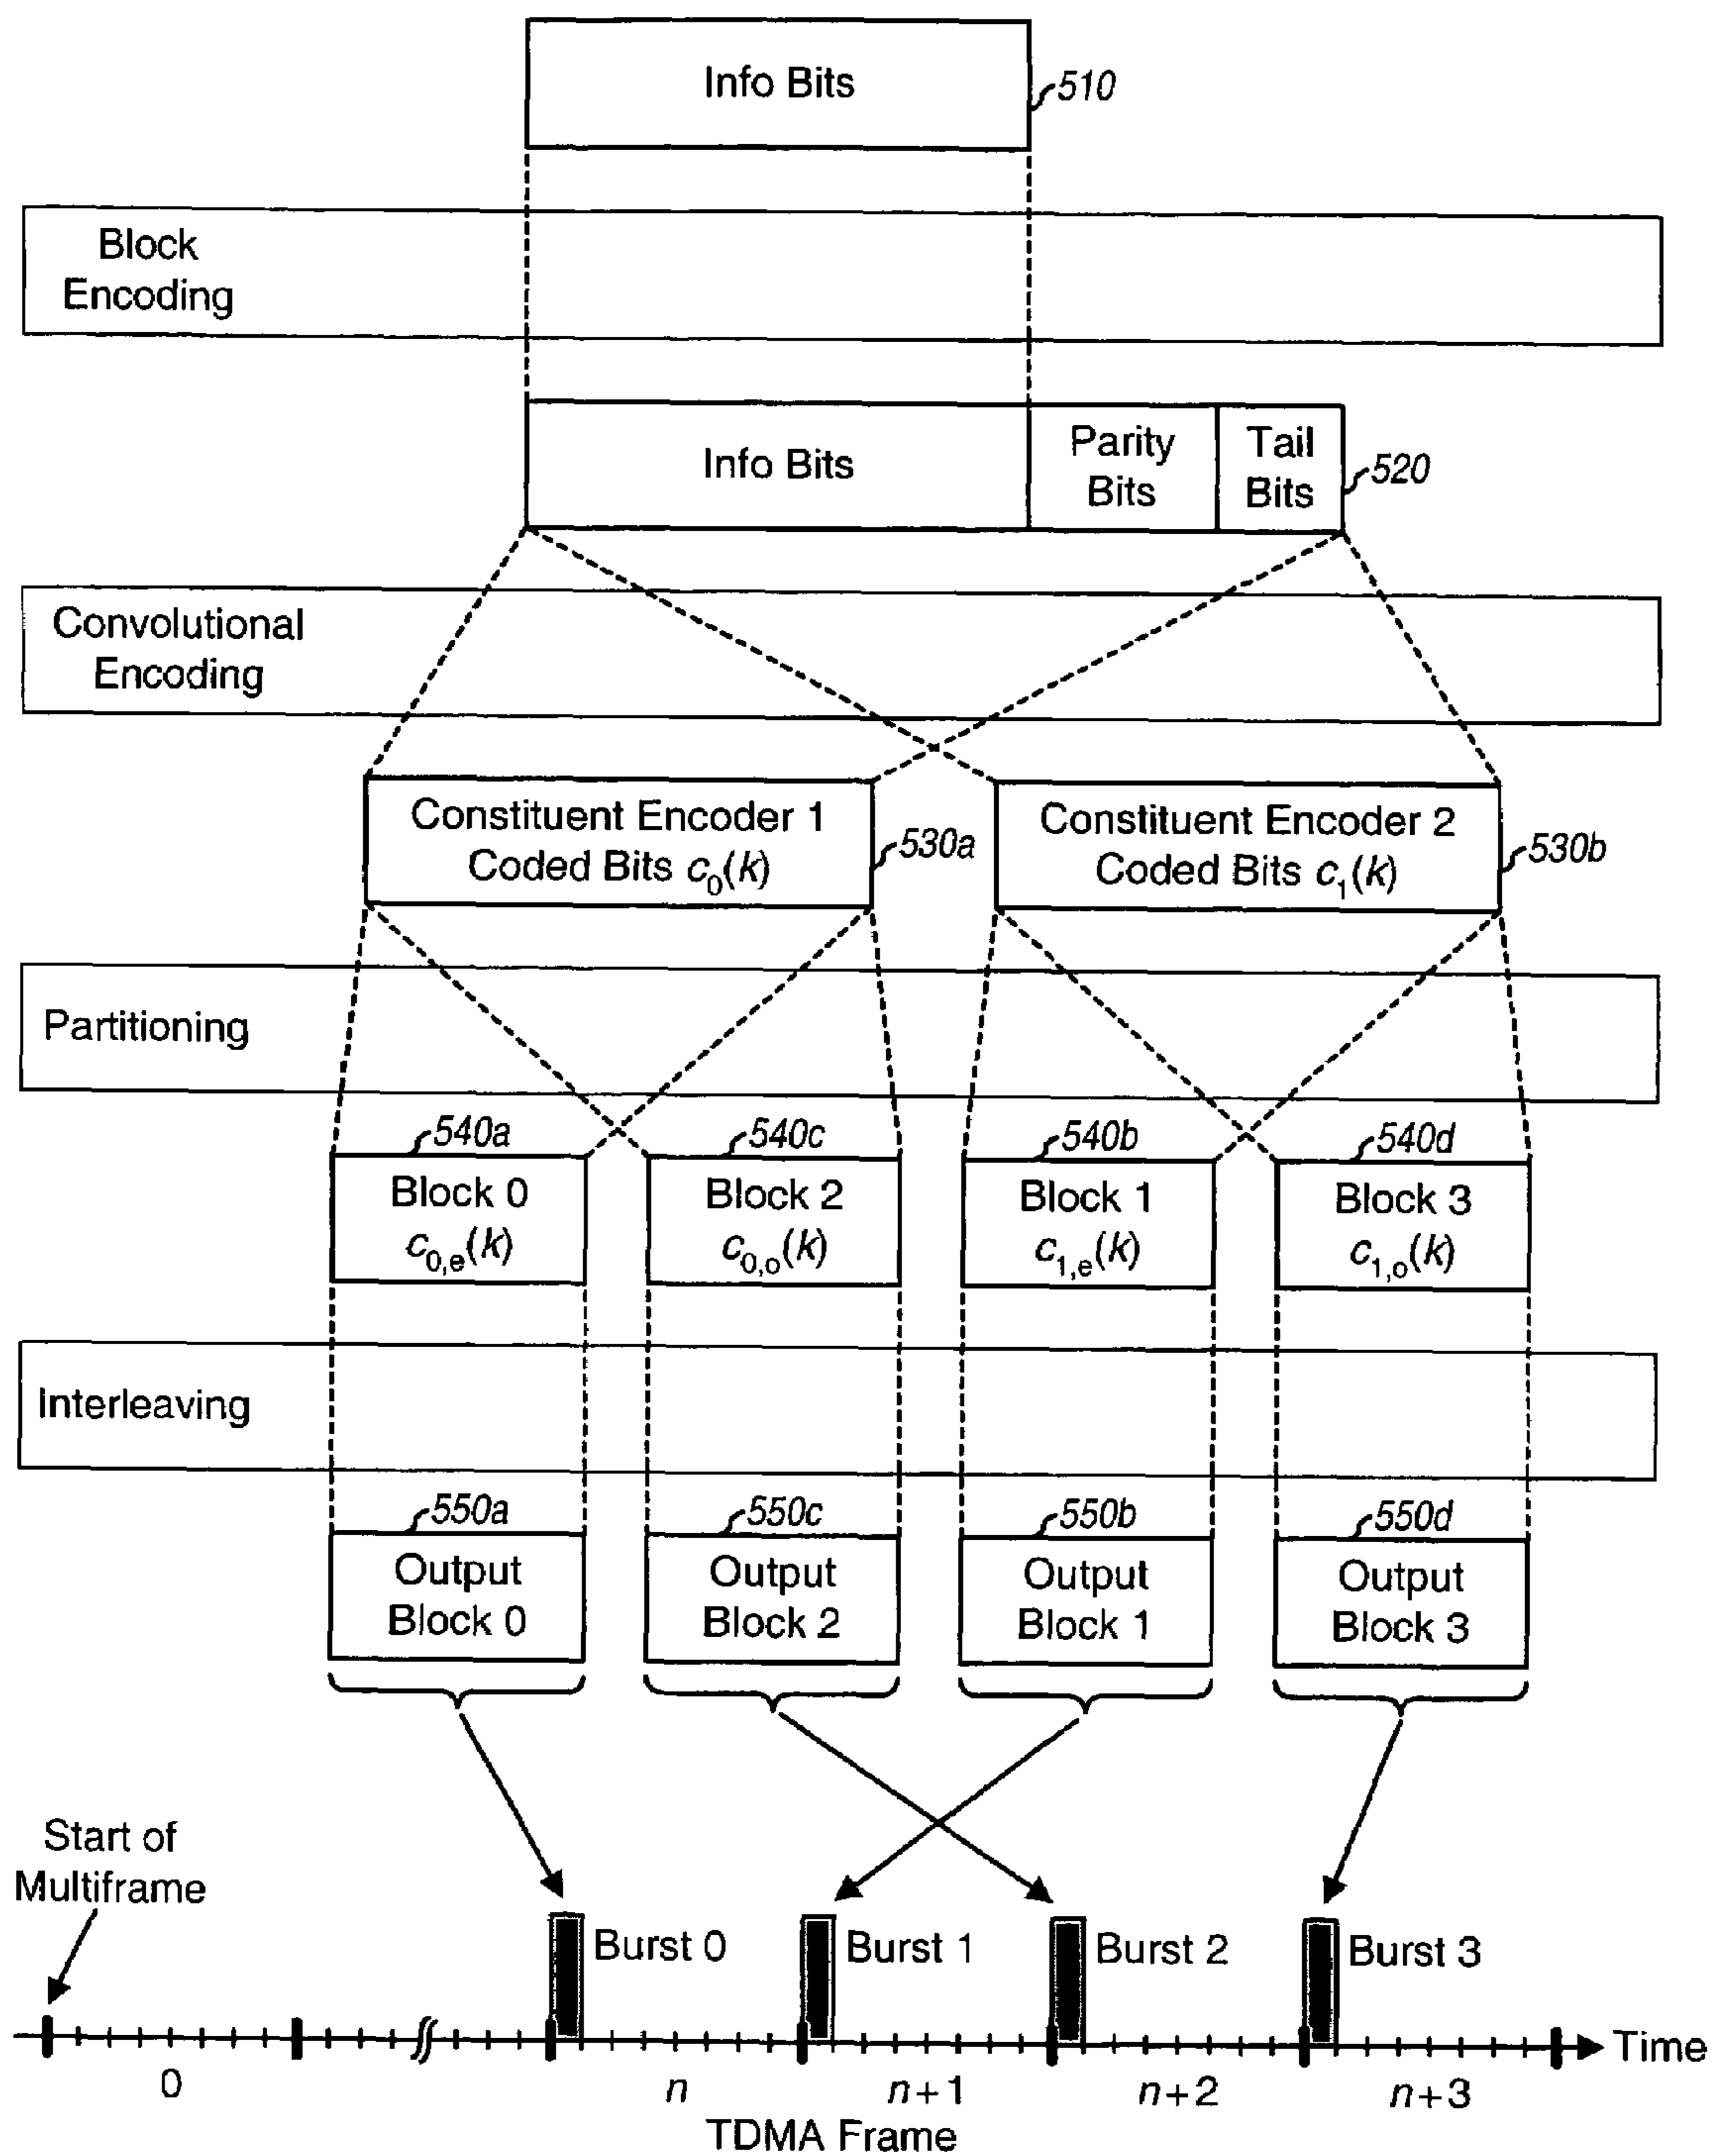 Info Bits
510
Block
Encoding
Info Bits
Parity
Bits
Tail
Bits
520
Convolutional
Encoding
Constituent Encoder 1
Coded Bits c₀(k)
530a
Constituent Encoder 2
Coded Bits c₁(k)
530b
Partitioning
540a
540c
540b
540d
Block 0
c₀,ₑ(k)
Block 2
c₀,ₒ(k)
Block 1
c₁,ₑ(k)
Block 3
c₁,ₒ(k)
Interleaving
550a
550c
550b
550d
Output
Block 0
Output
Block 2
Output
Block 1
Output
Block 3
Start of
Multiframe
Burst 0
Burst 1
Burst 2
Burst 3
Time
0
n
n+1
n+2
n+3
TDMA Frame